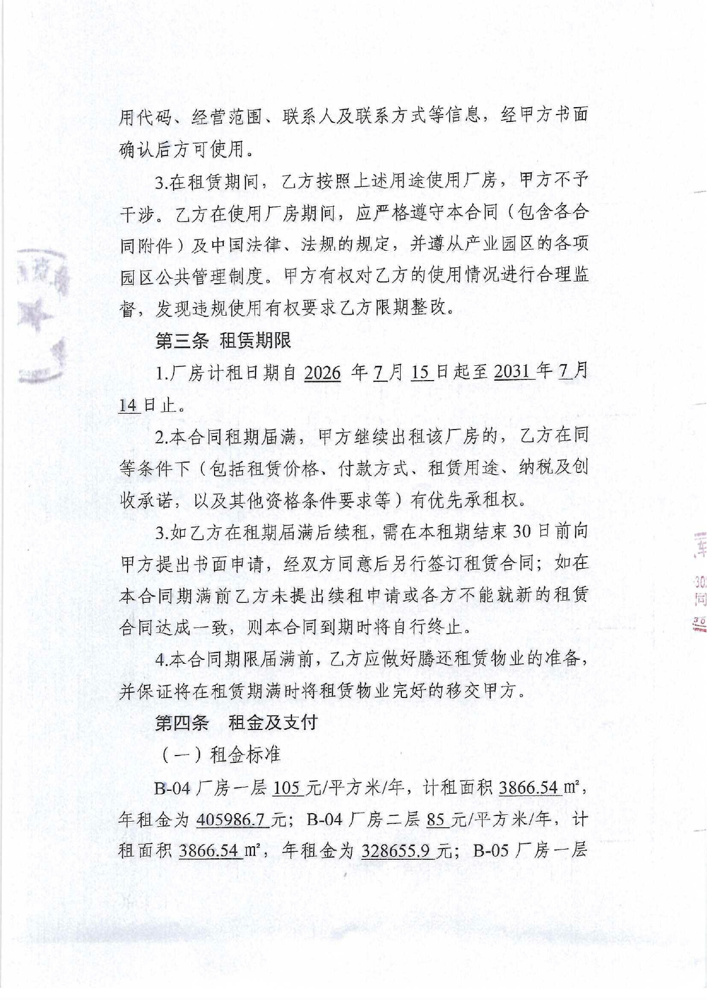 用代码、经营范围、联系人及联系方式等信息，经甲方书面
确认后方可使用。
3.在租赁期间，乙方按照上述用途使用厂房，甲方不予
干涉。乙方在使用厂房期间，应严格遵守本合同（包含各合
同附件）及中国法律、法规的规定，并遵从产业园区的各项
园区公共管理制度。甲方有权对乙方的使用情况进行合理监
督，发现违规使用有权要求乙方限期整改。
第三条 租赁期限
1.厂房计租日期自 2026 年 7 月 15 日起至 2031 年 7 月
14 日止。
2.本合同租期届满，甲方继续出租该厂房的，乙方在同
等条件下（包括租赁价格、付款方式、租赁用途、纳税及创
收承诺，以及其他资格条件要求等）有优先承租权。
3.如乙方在租期届满后续租，需在本租期结束 30 日前向
甲方提出书面申请，经双方同意后另行签订租赁合同；如在
本合同期满前乙方未提出续租申请或各方不能就新的租赁
合同达成一致，则本合同到期时将自行终止。
4.本合同期限届满前，乙方应做好腾还租赁物业的准备，
并保证将在租赁期满时将租赁物业完好的移交甲方。
第四条 租金及支付
（一）租金标准
B-04 厂房一层 105 元/平方米/年，计租面积 3866.54 ㎡，
年租金为 405986.7 元；B-04 厂房二层 85 元/平方米/年，计
租面积 3866.54 ㎡，年租金为 328655.9 元；B-05 厂房一层